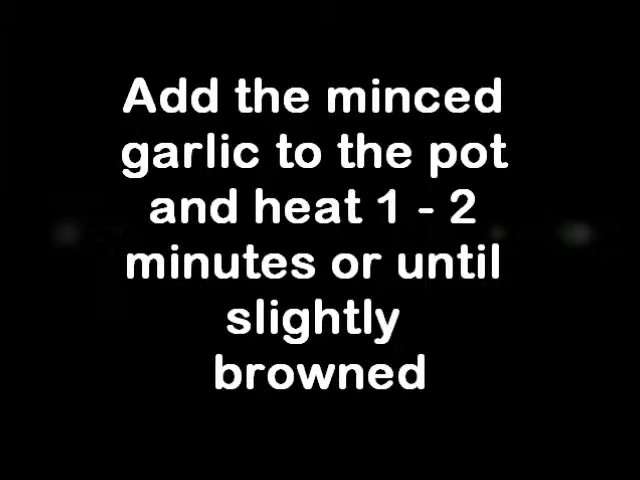 Add the minced
garlic to the pot
and heat 1 - 2
minutes or until
slightly
browned